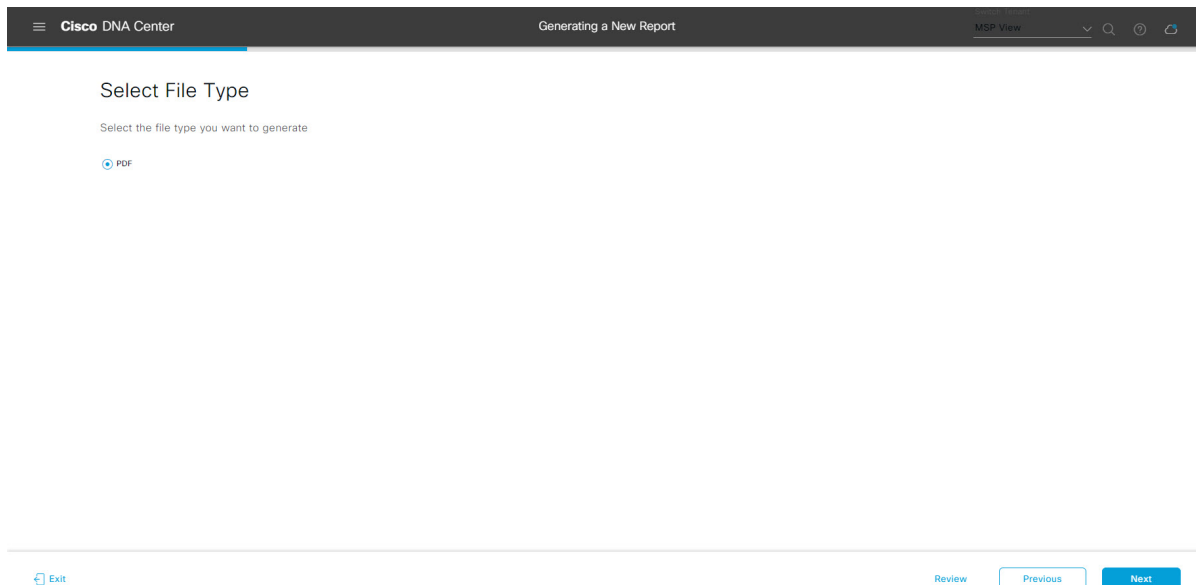 Cisco DNA Center
Generating a New Report
MSP View
Select File Type
Select the file type you want to generate
PDF
Exit
Review
Previous
Next